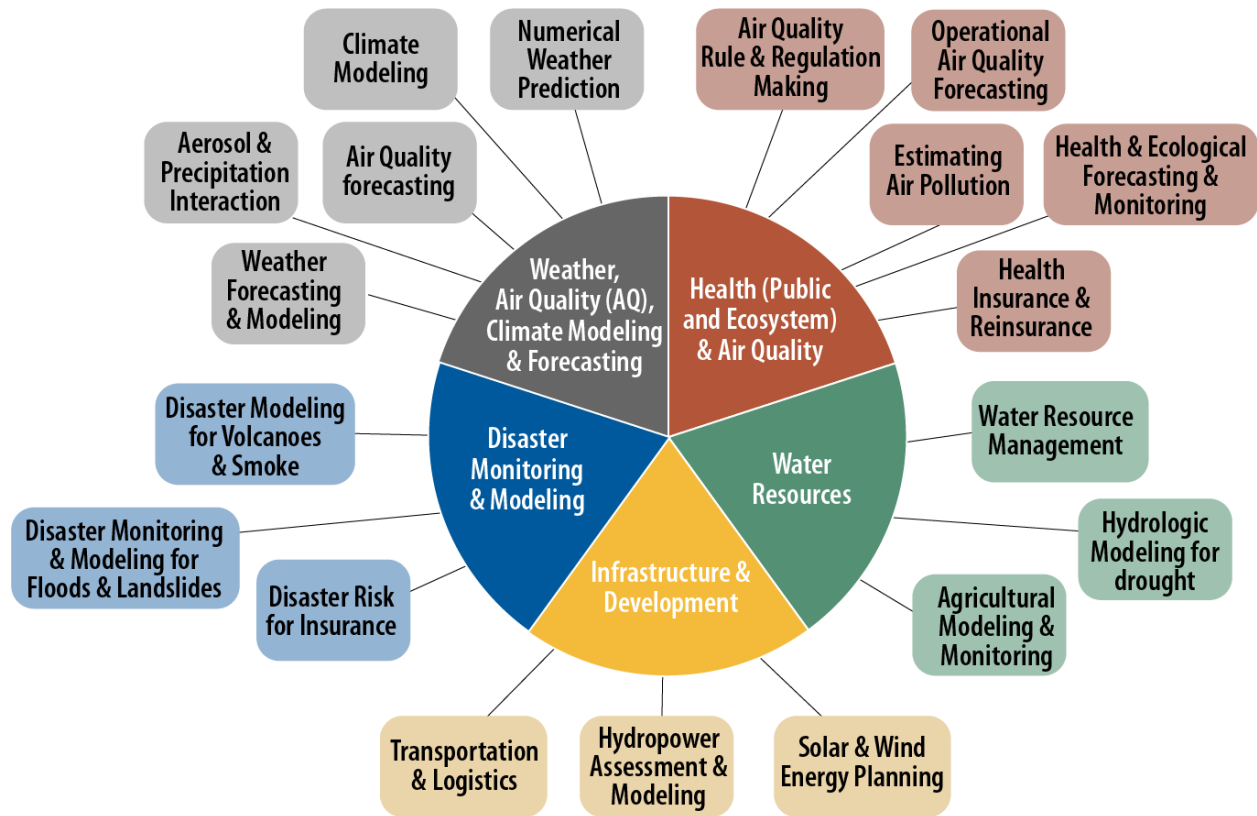 Climate
Modeling
Numerical
Weather
Prediction
Air Quality
Rule & Regulation
Making
Operational
Air Quality
Forecasting
Aerosol &
Precipitation
Interaction
Air Quality
forecasting
Estimating
Air Pollution
Health & Ecological
Forecasting &
Monitoring
Weather
Forecasting
& Modeling
Weather,
Air Quality (AQ),
Climate Modeling
& Forecasting
Health (Public
and Ecosystem)
& Air Quality
Health
Insurance &
Reinsurance
Disaster Modeling
for Volcanoes
& Smoke
Disaster
Monitoring
& Modeling
Water
Resources
Water Resource
Management
Disaster Monitoring
& Modeling for
Floods & Landslides
Disaster Risk
for Insurance
Infrastructure &
Development
Hydrologic
Modeling for
drought
Agricultural
Modeling &
Monitoring
Transportation
& Logistics
Hydropower
Assessment &
Modeling
Solar & Wind
Energy Planning